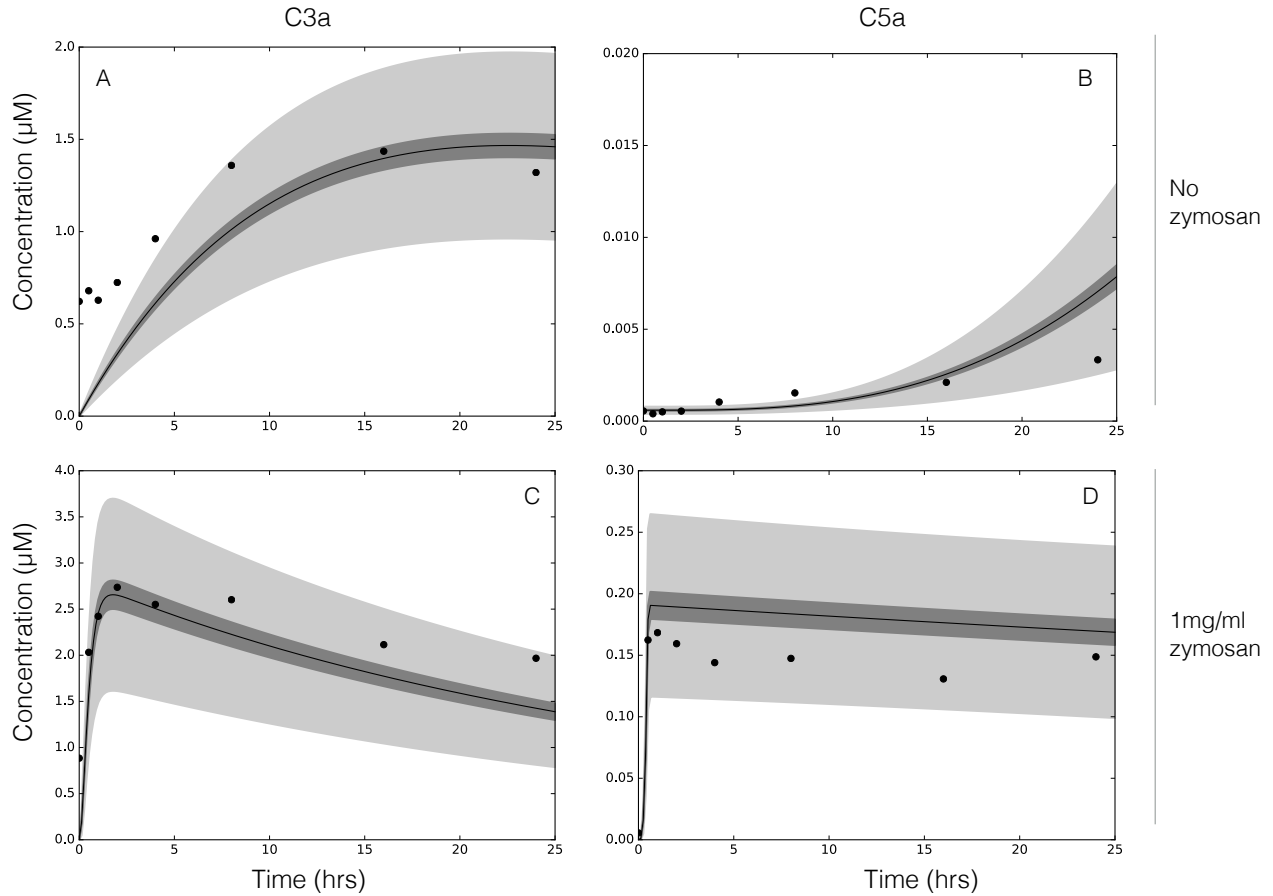 C3a
C5a
2.0
1.5
1.0
0.5
0.0
Concentration (µM)
A
0 5 10 15 20 25
0.020
0.015
0.010
0.005
0.000
B
0 5 10 15 20 25
No
zymosan
4.0
3.5
3.0
2.5
2.0
1.5
1.0
0.5
0.0
Concentration (µM)
C
0 5 10 15 20 25
Time (hrs)
0.30
0.25
0.20
0.15
0.10
0.05
0.00
D
0 5 10 15 20 25
Time (hrs)
1mg/ml
zymosan